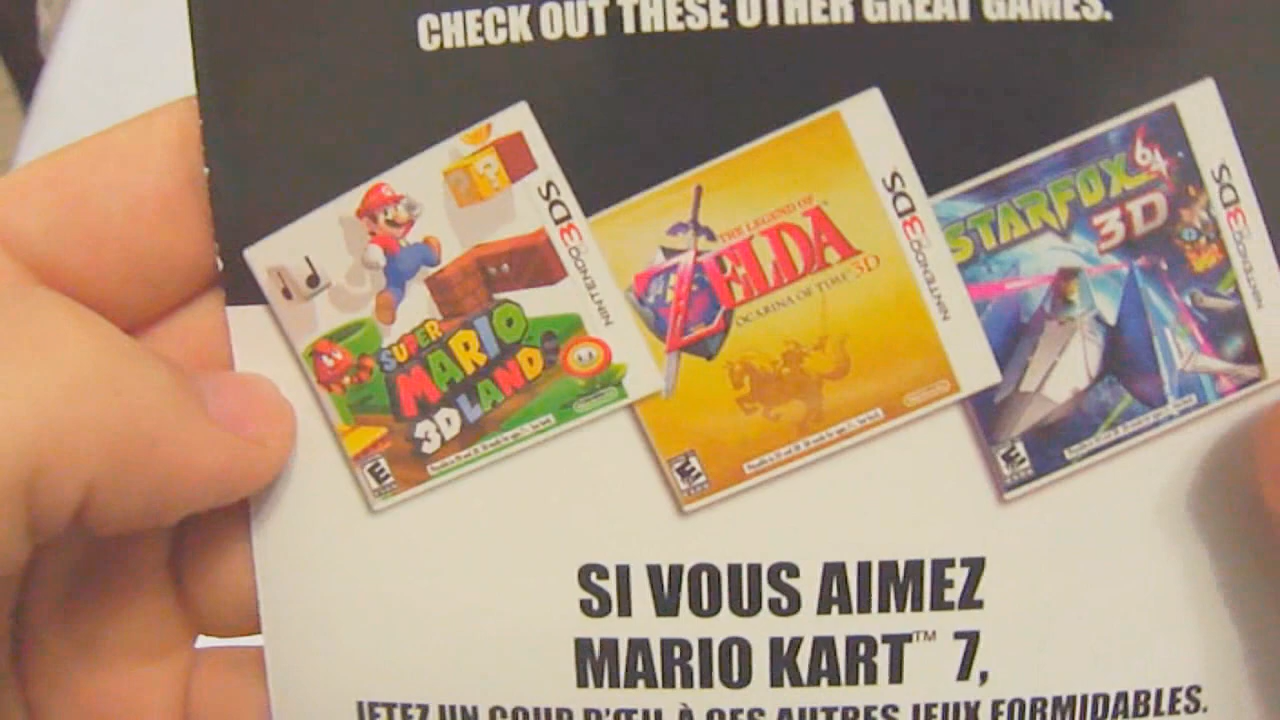 CHECK OUT THESE OTHER GREAT GAMES.
SUPER
MARIO
3D LAND
NINTENDO 3DS
E
THE LEGEND OF
ZELDA
OCARINA OF TIME 3D
NINTENDO 3DS
E
STARFOX 64
3D
NINTENDO 3DS
E
SI VOUS AIMEZ
MARIO KART™ 7,
JETEZ UN COUP D'ŒIL À CES AUTRES JEUX FORMIDABLES.